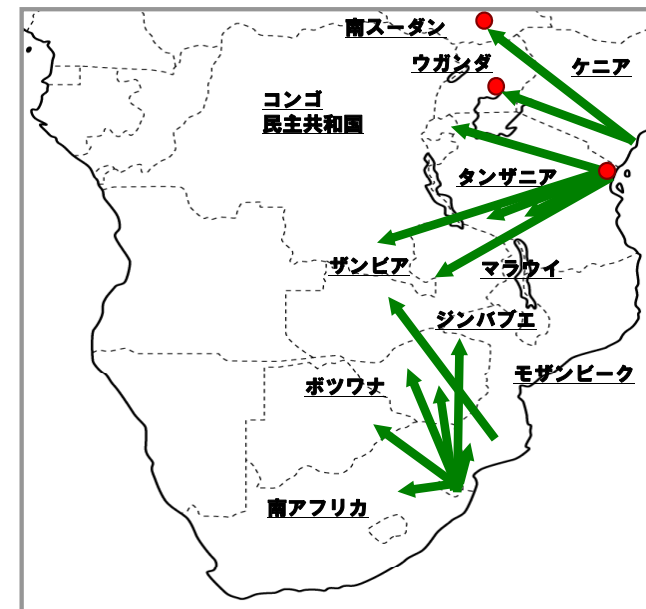 南スーダン
ウガンダ
ケニア
コンゴ
民主共和国
タンザニア
ザンビア
マラウイ
ジンバブエ
モザンビーク
ボツワナ
南アフリカ